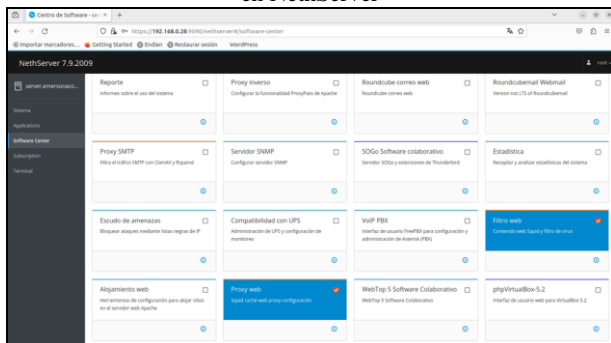 en NethServer
Centro de Software - ser
https://192.168.0.28:9090/nethserver#/software-center
Importar marcadores...
Getting Started
Endian
Restaurar sesión
WordPress
NethServer 7.9.2009
root
server.emersonaco...
Sistema
Applications
Software Center
Subscription
Terminal
Reporte
Informes sobre el uso del sistema
Proxy inverso
Configurar la funcionalidad ProxyPass de Apache
Roundcube correo web
Roundcube correo web
Roundcubemail Webmail
Version not LTS of Roundcubemail
Proxy SMTP
Filtra el tráfico SMTP con ClamAV y Rspamd
Servidor SNMP
Configurar servidor SNMP
SOGo Software colaborativo
Servidor SOGo y extensiones de Thunderbird
Estadística
Recopilar y analizar estadísticas del sistema
Escudo de amenazas
Bloquear ataques mediante listas negras de IP
Compatibilidad con UPS
Administración de UPS y configuración de
monitoreo
VoIP PBX
Interfaz de usuario FreePBX para configuración y
administración de Asterisk (PBX)
Filtro web
Contenido web Squid y filtro de virus
Alojamiento web
Herramientas de configuración para alojar sitios
en el servidor web Apache
Proxy web
Squid caché web proxy configuración
WebTop 5 Software Colaborativo
WebTop 5 Software Colaborativo
phpVirtualBox-5.2
Interfaz de usuario web para VirtualBox 5.2